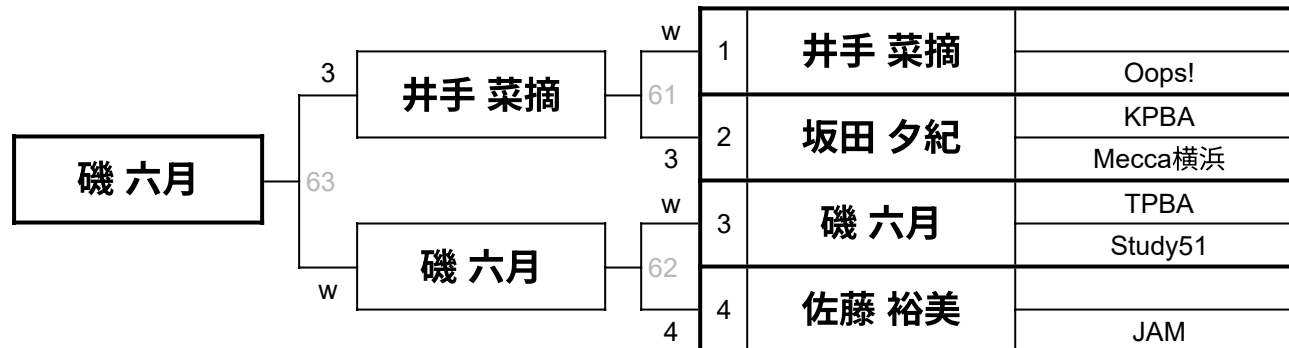 w
1
井手 菜摘
Oops!
3
井手 菜摘
61
2
坂田 夕紀
KPBA
Mecca横浜
3
磯 六月
63
w
3
磯 六月
TPBA
Study51
磯 六月
62
w
4
佐藤 裕美
JAM
4